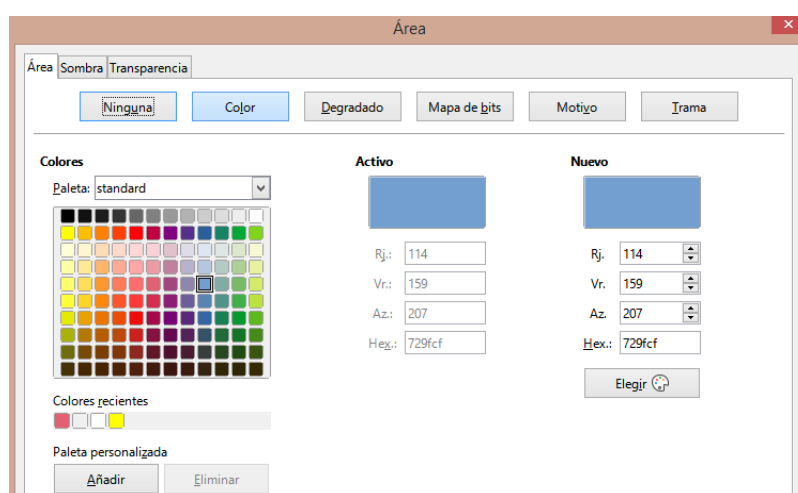 Área
Área Sombra Transparencia
Ninguna Color Degradado Mapa de bits Motivo Trama
Colores Activo Nuevo
Paleta: standard
Rj.: 114 Rj. 114
Vr.: 159 Vr. 159
Az.: 207 Az. 207
Hex.: 729fcf Hex.: 729fcf
Elegir
Colores recientes
Paleta personalizada
Añadir Eliminar